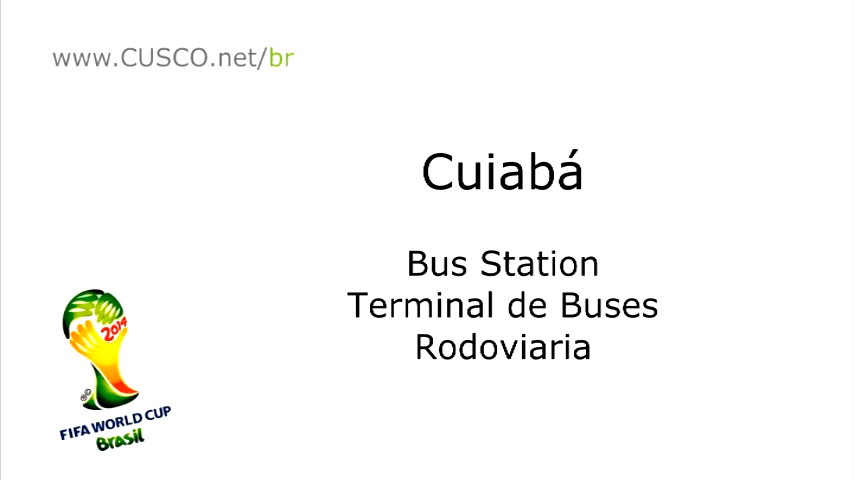 www.CUSCO.net/br
Cuiabá
Bus Station
Terminal de Buses
Rodoviaria
2014
FIFA WORLD CUP
Brasil